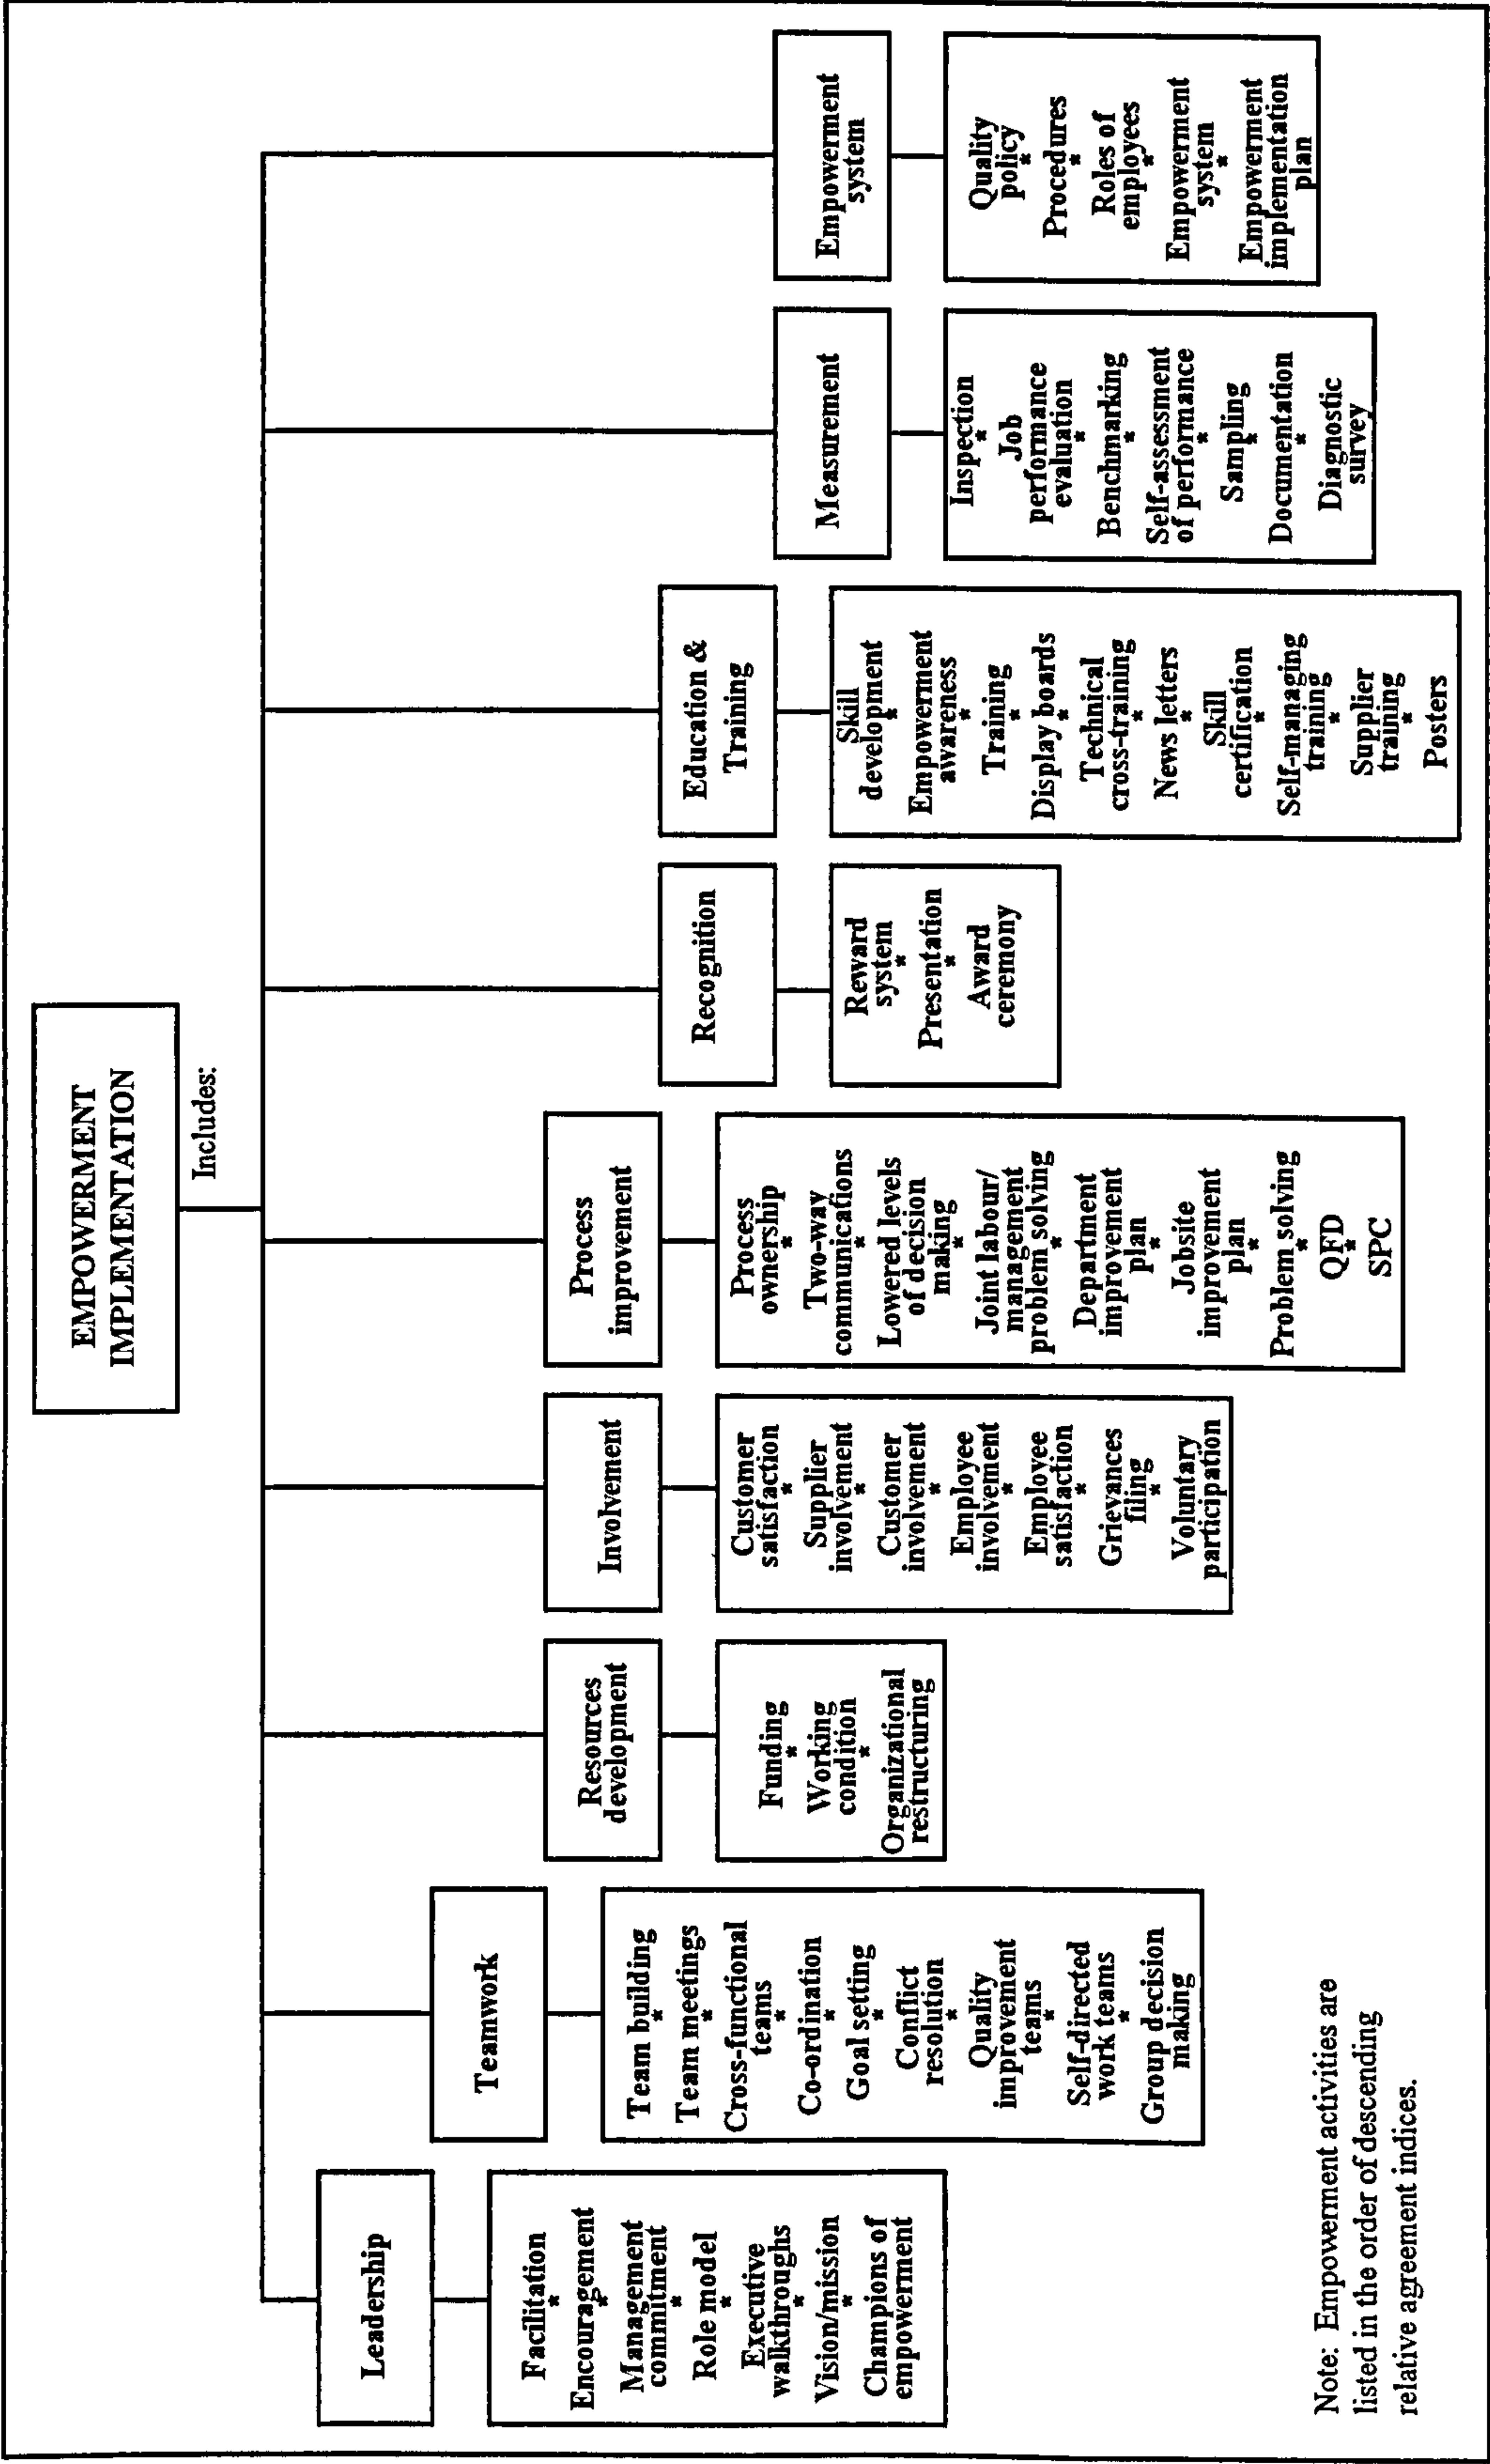 EMPOWERMENT
IMPLEMENTATION
Includes:
Leadership
Facilitation
*
Encouragement
*
Management
commitment
*
Role model
*
Executive
walkthroughs
*
Vision/mission
*
Champions of
empowerment
Teamwork
Team building
*
Team meetings
*
Cross-functional
teams
*
Co-ordination
*
Goal setting
*
Conflict
resolution
*
Quality
improvement
teams
*
Self-directed
work teams
*
Group decision
making
Resources
development
Funding
*
Working
condition
*
Organizational
restructuring
Involvement
Customer
satisfaction
*
Supplier
involvement
*
Customer
involvement
*
Employee
involvement
*
Employee
satisfaction
*
Grievances
filing
*
Voluntary
participation
Process
improvement
Process
ownership
*
Two-way
communications
*
Lowered levels
of decision
making
*
Joint labour/
management
problem solving
*
Department
improvement
plan
*
Jobsite
improvement
plan
*
Problem solving
*
QFD
*
SPC
Recognition
Reward
system
*
Presentation
*
Award
ceremony
Education &
Training
Skill
development
*
Empowerment
awareness
*
Training
*
Display boards
*
Technical
cross-training
*
News letters
*
Skill
certification
*
Self-managing
training
*
Supplier
training
*
Posters
Measurement
Inspection
*
Job
performance
evaluation
*
Benchmarking
*
Self-assessment
of performance
*
Sampling
*
Documentation
*
Diagnostic
survey
Empowerment
system
Quality
policy
*
Procedures
*
Roles of
employees
*
Empowerment
system
*
Empowerment
implementation
plan
Note: Empowerment activities are
listed in the order of descending
relative agreement indices.